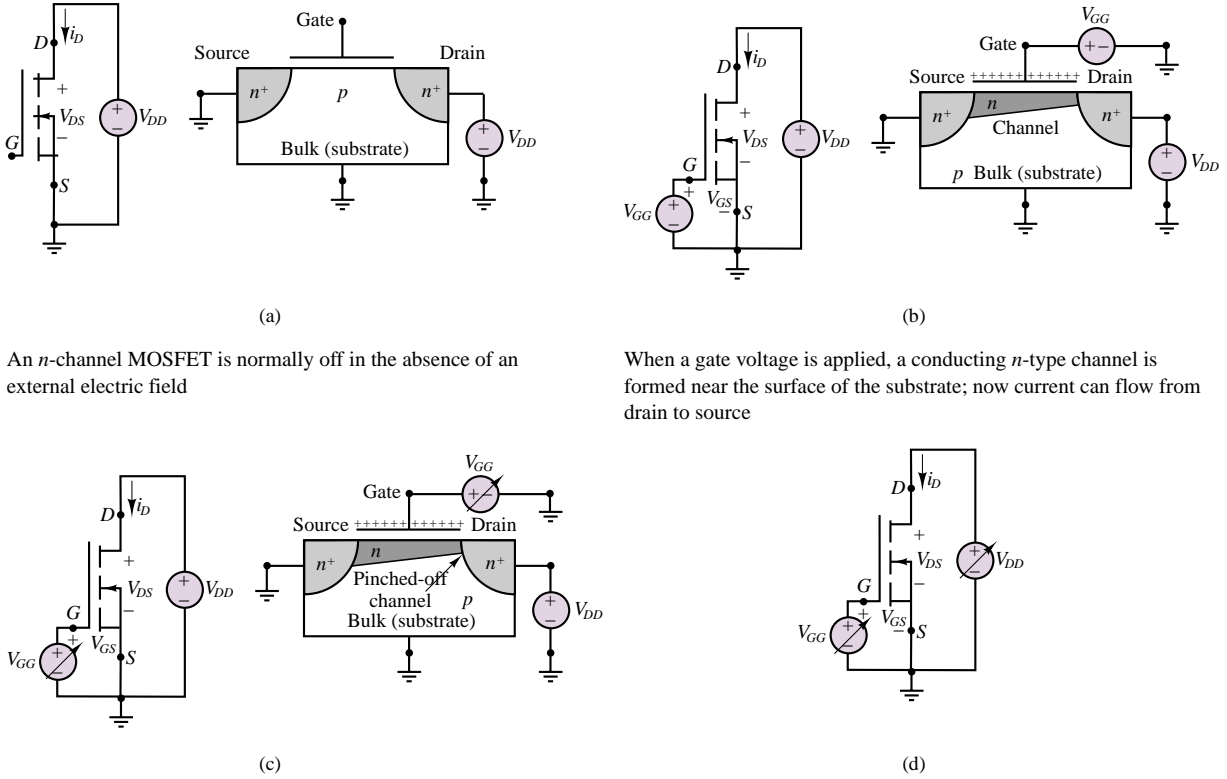 Gate
D
i_D
Source
Drain
n+
p
n+
+
V_DS
−
+
−
V_DD
G
S
Bulk (substrate)
+
−
V_DD
(a)
An n-channel MOSFET is normally off in the absence of an
external electric field
V_GG
Gate
+−
D
i_D
Source
++++++++++++
Drain
n+
n
n+
Channel
+
V_DS
−
+
−
V_DD
G
+
V_GS
−
S
V_GG
+
−
p Bulk (substrate)
+
−
V_DD
(b)
When a gate voltage is applied, a conducting n-type channel is
formed near the surface of the substrate; now current can flow from
drain to source
V_GG
Gate
+−
D
i_D
Source
++++++++++++
Drain
n+
n
n+
Pinched-off
channel
p
Bulk (substrate)
+
V_DS
−
+
−
V_DD
G
+
V_GS
S
V_GG
+
−
+
−
V_DD
(c)
D
i_D
+
V_DS
−
+
−
V_DD
G
+
V_GS
−
S
V_GG
+
−
(d)